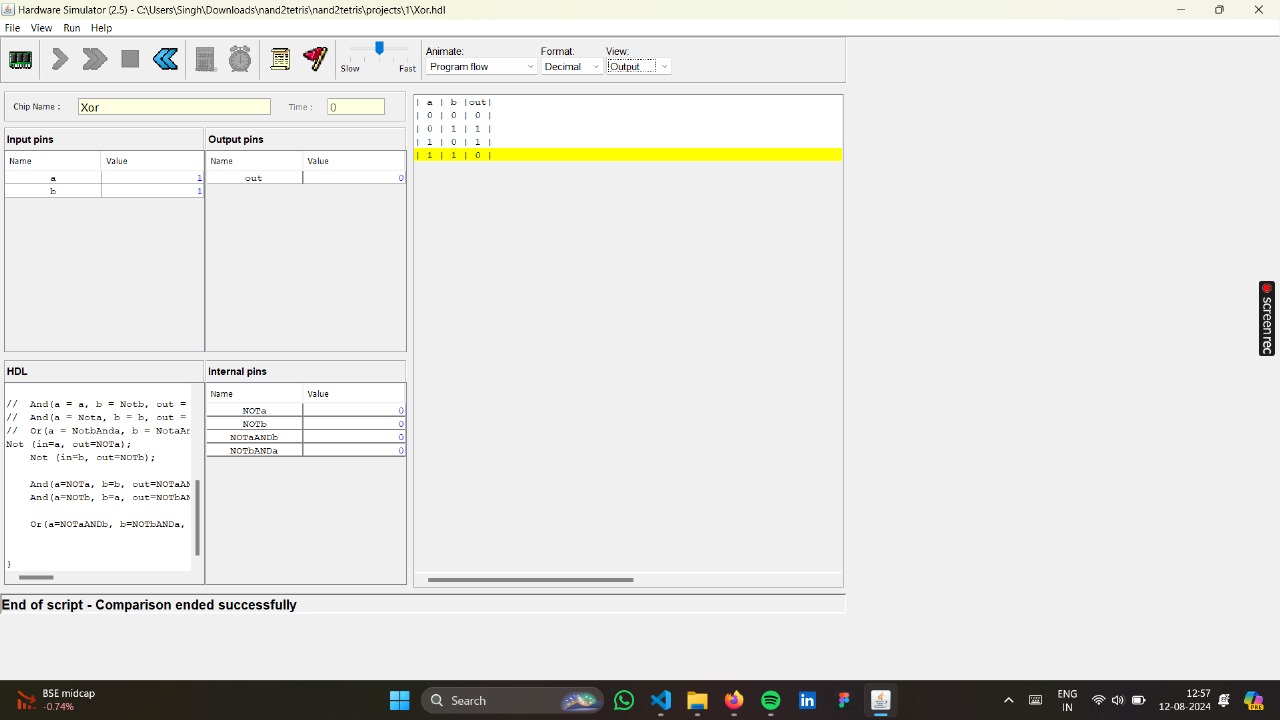 Hardware Simulator (2.5) - C:\Users\Singh\Downloads\nand2tetris\nand2tetris\projects\1\Xor.hdl
File View Run Help
Slow Fast
Animate: Format: View:
Program flow Decimal Output
Chip Name : Xor Time : 0
Input pins Output pins
Name Value Name Value
a 1 out 0
b 1
| a | b |out|
| 0 | 0 | 0 |
| 0 | 1 | 1 |
| 1 | 0 | 1 |
| 1 | 1 | 0 |
HDL
// And(a = a, b = Notb, out =
// And(a = Nota, b = b, out =
// Or(a = NotbAnda, b = NotaAn
Not (in=a, out=NOTa);
Not (in=b, out=NOTb);
And(a=NOTa, b=b, out=NOTaAN
And(a=NOTb, b=a, out=NOTbAN
Or(a=NOTaANDb, b=NOTbANDa,
}
Internal pins
Name Value
NOTa 0
NOTb 0
NOTaANDb 0
NOTbANDa 0
End of script - Comparison ended successfully
screen rec
BSE midcap
-0.74%
Search
in
ENG
IN
12:57
12-08-2024
PRE